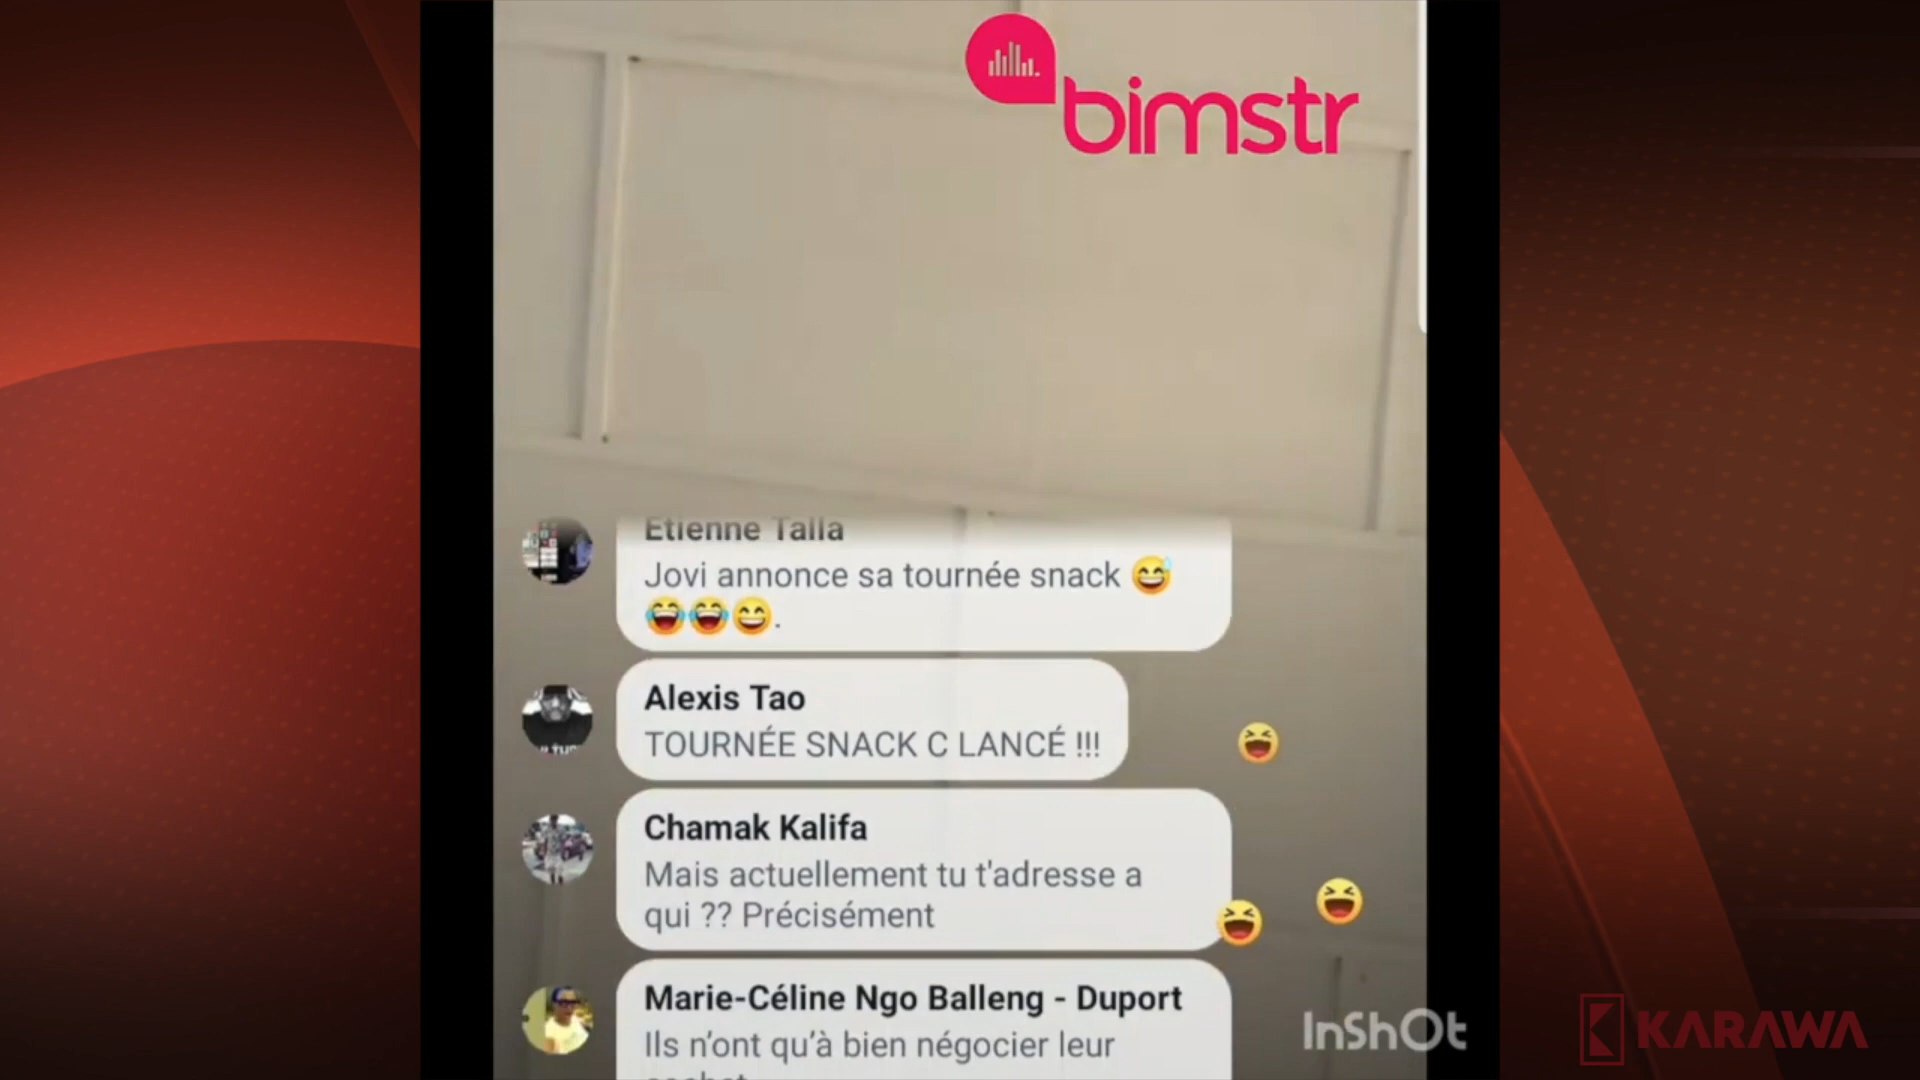 bimstr
Etienne Talla
Jovi annonce sa tournée snack 😅
😂😂😄.
Alexis Tao
TOURNÉE SNACK C LANCÉ !!!
Chamak Kalifa
Mais actuellement tu t'adresse a
qui ?? Précisément
Marie-Céline Ngo Balleng - Duport
Ils n’ont qu’à bien négocier leur
InShOt
KARAWA